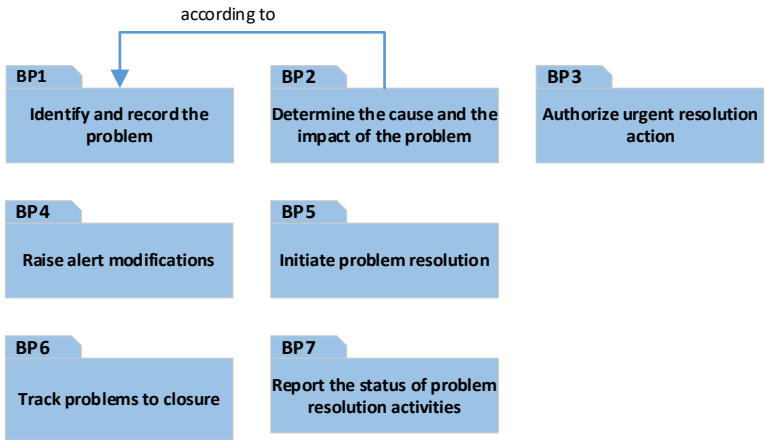 according to
BP1
Identify and record the
problem
BP2
Determine the cause and the
impact of the problem
BP3
Authorize urgent resolution
action
BP4
Raise alert modifications
BP5
Initiate problem resolution
BP6
Track problems to closure
BP7
Report the status of problem
resolution activities